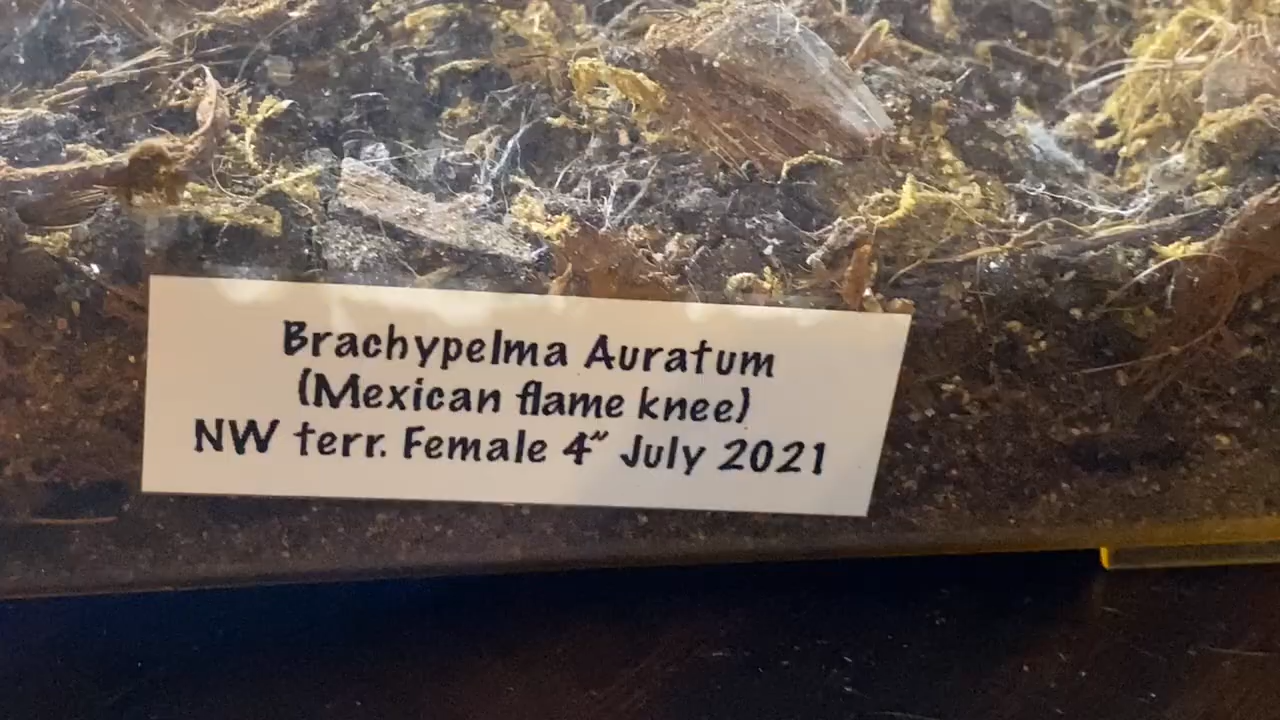 Brachypelma Auratum
(Mexican flame knee)
NW terr. Female 4” July 2021